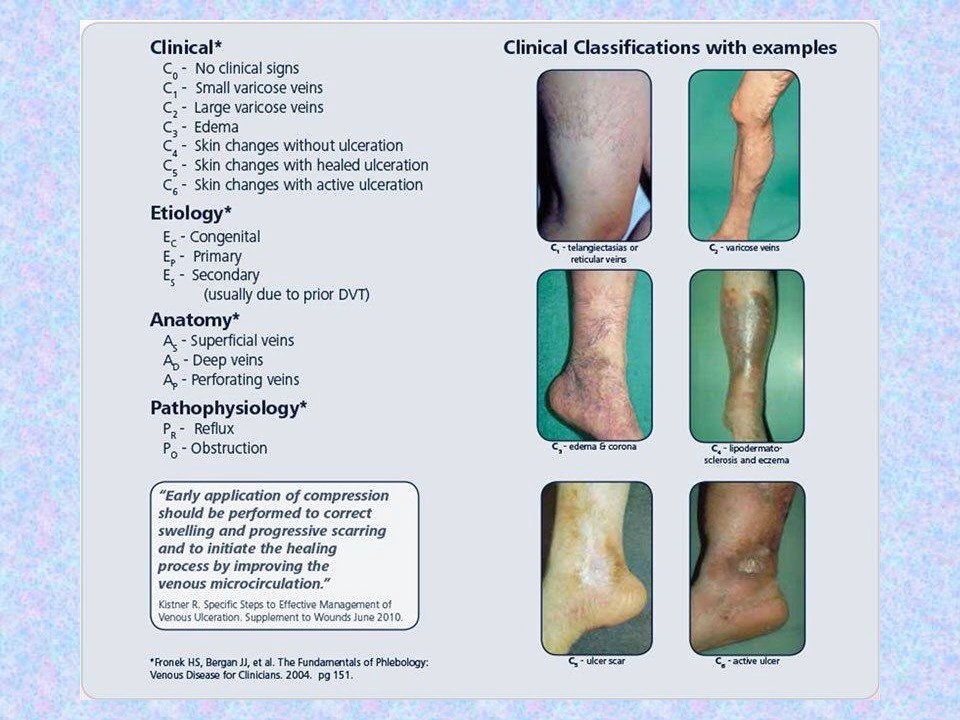 Clinical*
C0 - No clinical signs
C1 - Small varicose veins
C2 - Large varicose veins
C3 - Edema
C4 - Skin changes without ulceration
C5 - Skin changes with healed ulceration
C6 - Skin changes with active ulceration
Etiology*
EC - Congenital
EP - Primary
ES - Secondary
(usually due to prior DVT)
Anatomy*
AS - Superficial veins
AD - Deep veins
AP - Perforating veins
Pathophysiology*
PR - Reflux
PO - Obstruction
"Early application of compression
should be performed to correct
swelling and progressive scarring
and to initiate the healing
process by improving the
venous microcirculation."
Kistner R. Specific Steps to Effective Management of
Venous Ulceration. Supplement to Wounds June 2010.
*Fronek HS, Bergan JJ, et al. The Fundamentals of Phlebology:
Venous Disease for Clinicians. 2004. pg 151.
Clinical Classifications with examples
C1 - telangiectasias or
reticular veins
C2 - varicose veins
C3 - edema & corona
C4 - lipodermato-
sclerosis and eczema
C5 - ulcer scar
C6 - active ulcer